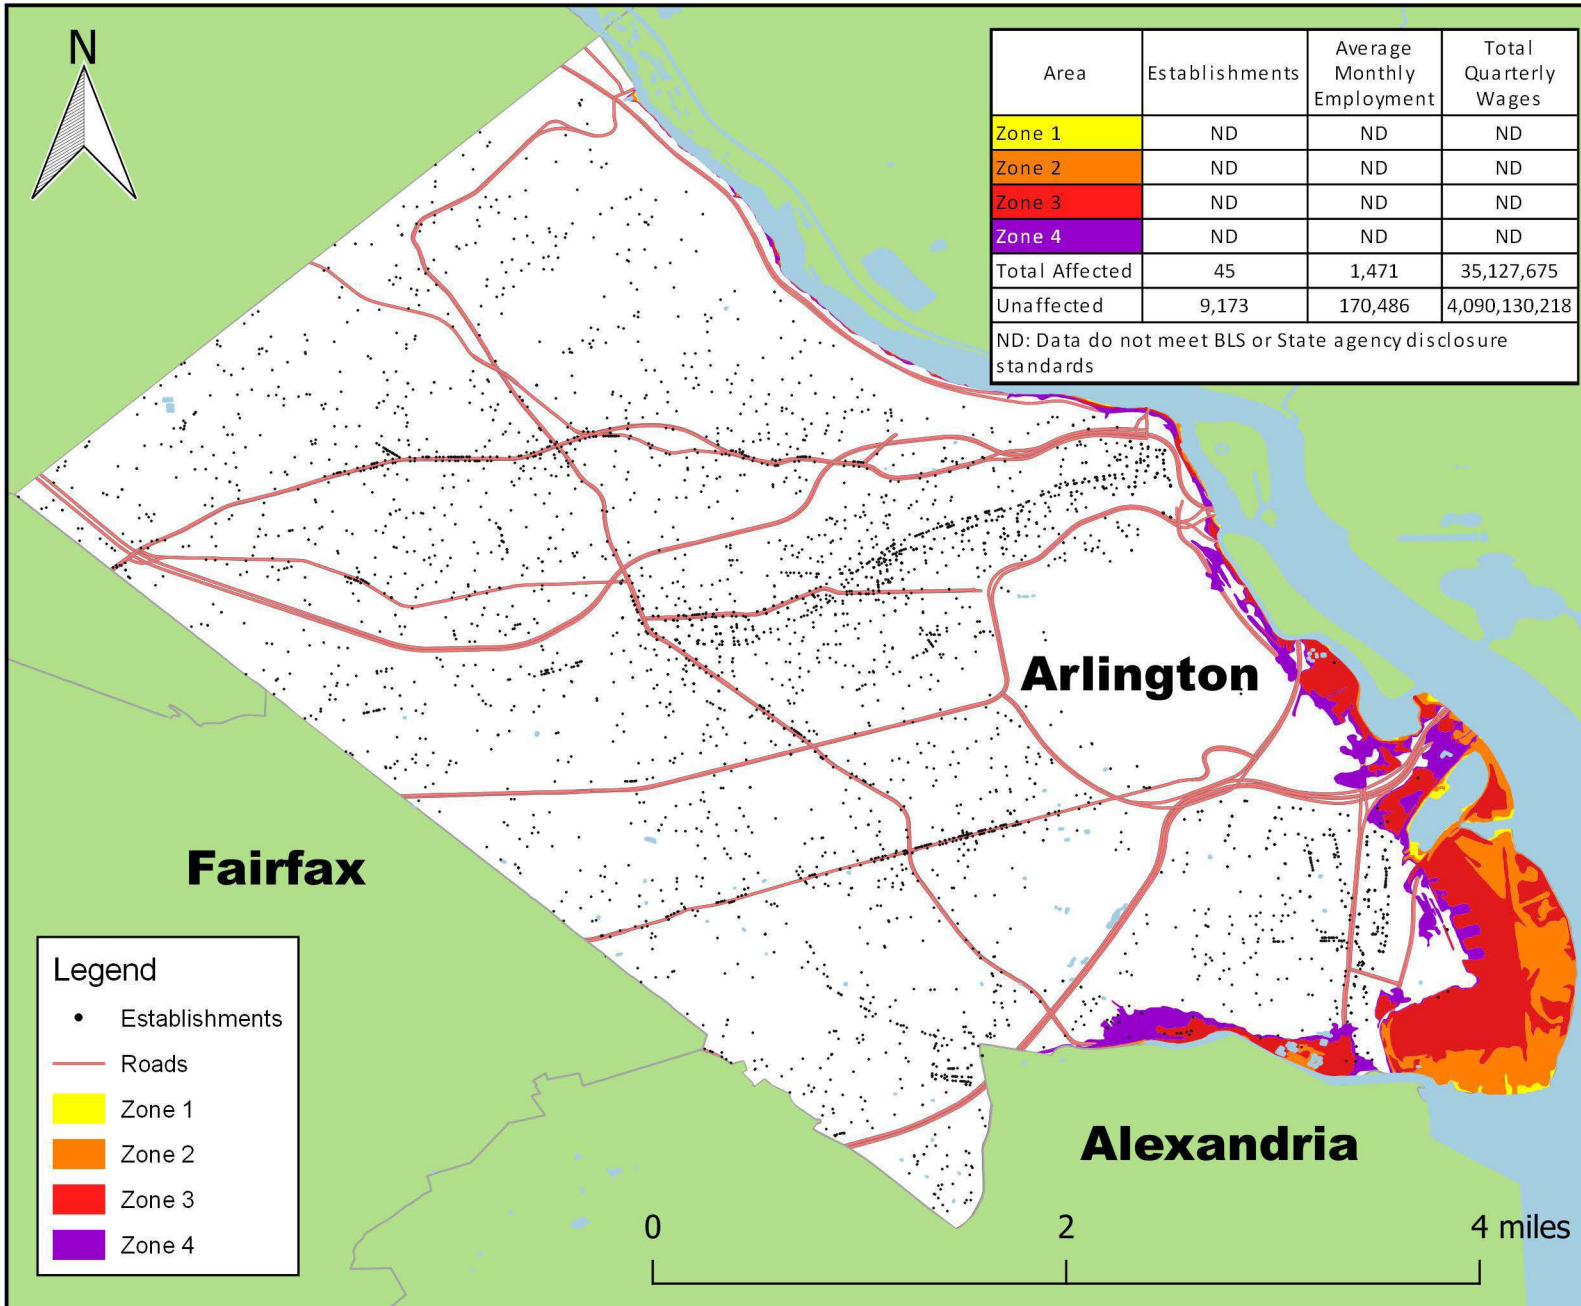 N
Area Establishments Average Monthly Employment Total Quarterly Wages
Zone 1 ND ND ND
Zone 2 ND ND ND
Zone 3 ND ND ND
Zone 4 ND ND ND
Total Affected 45 1,471 35,127,675
Unaffected 9,173 170,486 4,090,130,218
ND: Data do not meet BLS or State agency disclosure
standards
Arlington
Fairfax
Alexandria
Legend
Establishments
Roads
Zone 1
Zone 2
Zone 3
Zone 4
0 2 4 miles